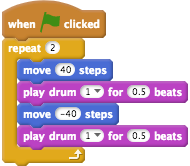 when clicked
repeat 2
move 40 steps
play drum 1 for 0.5 beats
move -40 steps
play drum 1 for 0.5 beats